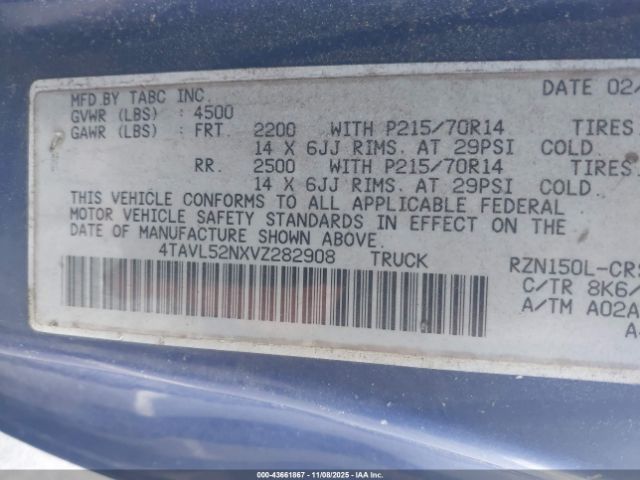 MFD.BY TABC INC. DATE 02/
GVWR (LBS) : 4500
GAWR (LBS) : FRT. 2200 WITH P215/70R14 TIRES
14 X 6JJ RIMS. AT 29PSI COLD.
RR. 2500 WITH P215/70R14 TIRES
14 X 6JJ RIMS. AT 29PSI COLD.
THIS VEHICLE CONFORMS TO ALL APPLICABLE FEDERAL
MOTOR VEHICLE SAFETY STANDARDS IN EFFECT ON THE
DATE OF MANUFACTURE SHOWN ABOVE.
4TAVL52NXVZ282908 TRUCK RZN150L-CR
C/TR 8K6/
A/TM A02A
A
000-43661867 - 11/08/2025 - IAA Inc. - Copyright